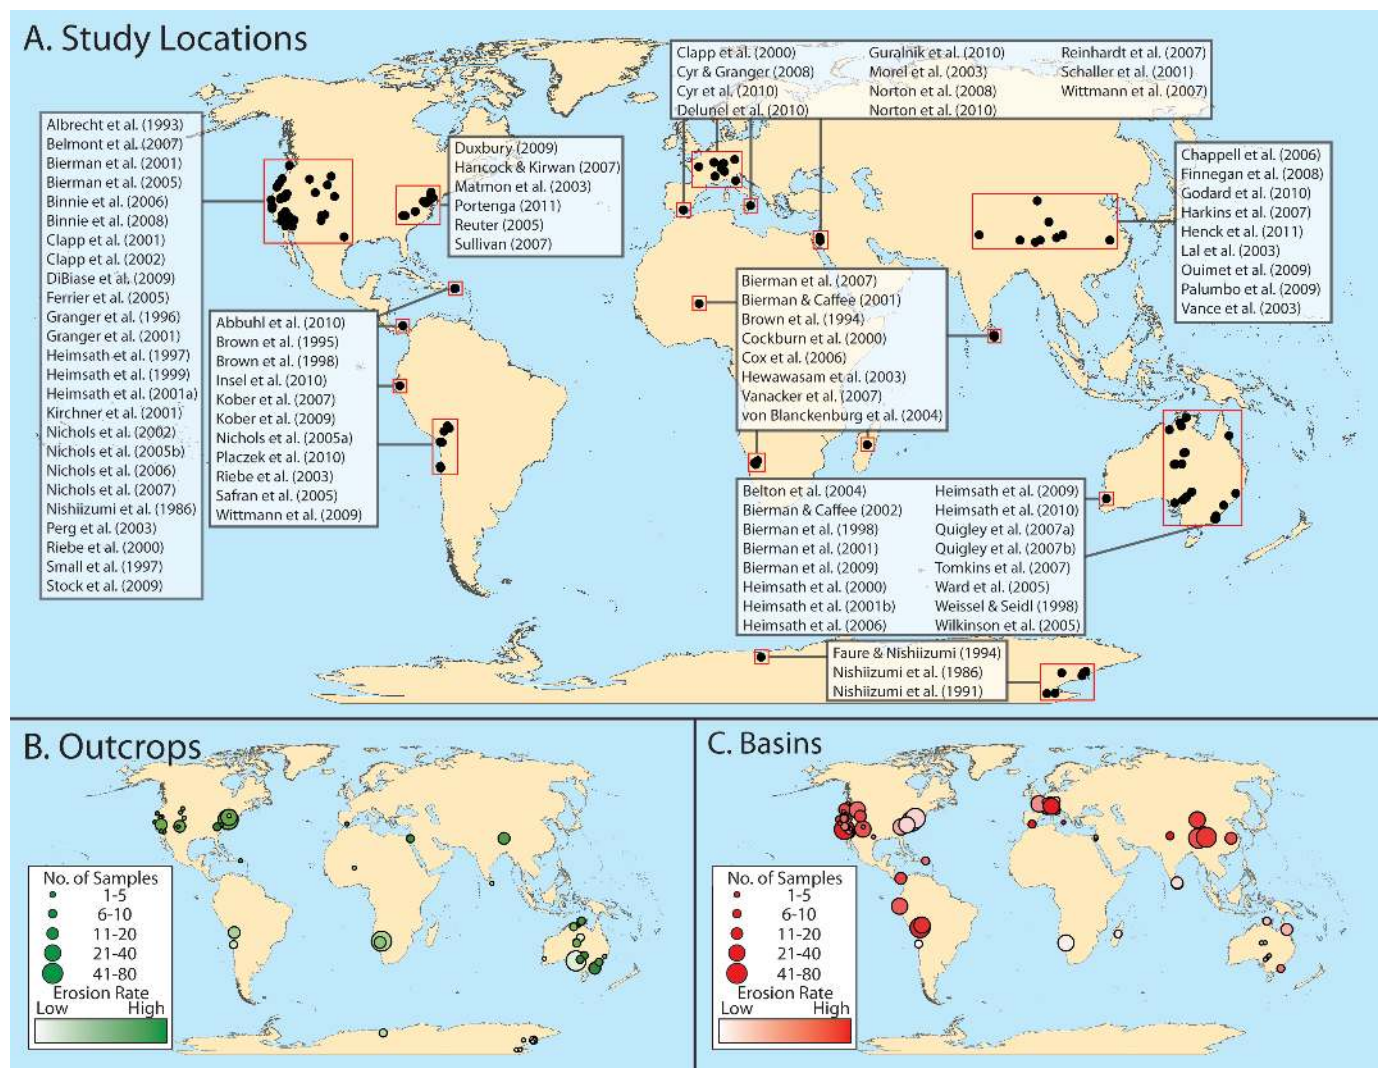 A. Study Locations
Albrecht et al. (1993)
Belmont et al. (2007)
Bierman et al. (2001)
Bierman et al. (2005)
Binnie et al. (2006)
Binnie et al. (2008)
Clapp et al. (2001)
Clapp et al. (2002)
DiBiase et al. (2009)
Ferrier et al. (2005)
Granger et al. (1996)
Granger et al. (2001)
Heimsath et al. (1997)
Heimsath et al. (1999)
Heimsath et al. (2001a)
Kirchner et al. (2001)
Nichols et al. (2002)
Nichols et al. (2005b)
Nichols et al. (2006)
Nichols et al. (2007)
Nishiizumi et al. (1986)
Perg et al. (2003)
Riebe et al. (2000)
Small et al. (1997)
Stock et al. (2009)
Duxbury (2009)
Hancock & Kirwan (2007)
Matmon et al. (2003)
Portenga (2011)
Reuter (2005)
Sullivan (2007)
Abbuhl et al. (2010)
Brown et al. (1995)
Brown et al. (1998)
Insel et al. (2010)
Kober et al. (2007)
Kober et al. (2009)
Nichols et al. (2005a)
Placzek et al. (2010)
Riebe et al. (2003)
Safran et al. (2005)
Wittmann et al. (2009)
Clapp et al. (2000)
Cyr & Granger (2008)
Cyr et al. (2010)
Delunel et al. (2010)
Guralnik et al. (2010)
Morel et al. (2003)
Norton et al. (2008)
Norton et al. (2010)
Reinhardt et al. (2007)
Schaller et al. (2001)
Wittmann et al. (2007)
Chappell et al. (2006)
Finnegan et al. (2008)
Godard et al. (2010)
Harkins et al. (2007)
Henck et al. (2011)
Lal et al. (2003)
Ouimet et al. (2009)
Palumbo et al. (2009)
Vance et al. (2003)
Bierman et al. (2007)
Bierman & Caffee (2001)
Brown et al. (1994)
Cockburn et al. (2000)
Cox et al. (2006)
Hewawasam et al. (2003)
Vanacker et al. (2007)
von Blanckenburg et al. (2004)
Belton et al. (2004)
Bierman & Caffee (2002)
Bierman et al. (1998)
Bierman et al. (2001)
Bierman et al. (2009)
Heimsath et al. (2000)
Heimsath et al. (2001b)
Heimsath et al. (2006)
Heimsath et al. (2009)
Heimsath et al. (2010)
Quigley et al. (2007a)
Quigley et al. (2007b)
Tomkins et al. (2007)
Ward et al. (2005)
Weissel & Seidl (1998)
Wilkinson et al. (2005)
Faure & Nishiizumi (1994)
Nishiizumi et al. (1986)
Nishiizumi et al. (1991)
B. Outcrops
No. of Samples
1-5
6-10
11-20
21-40
41-80
Erosion Rate
Low High
C. Basins
No. of Samples
1-5
6-10
11-20
21-40
41-80
Erosion Rate
Low High